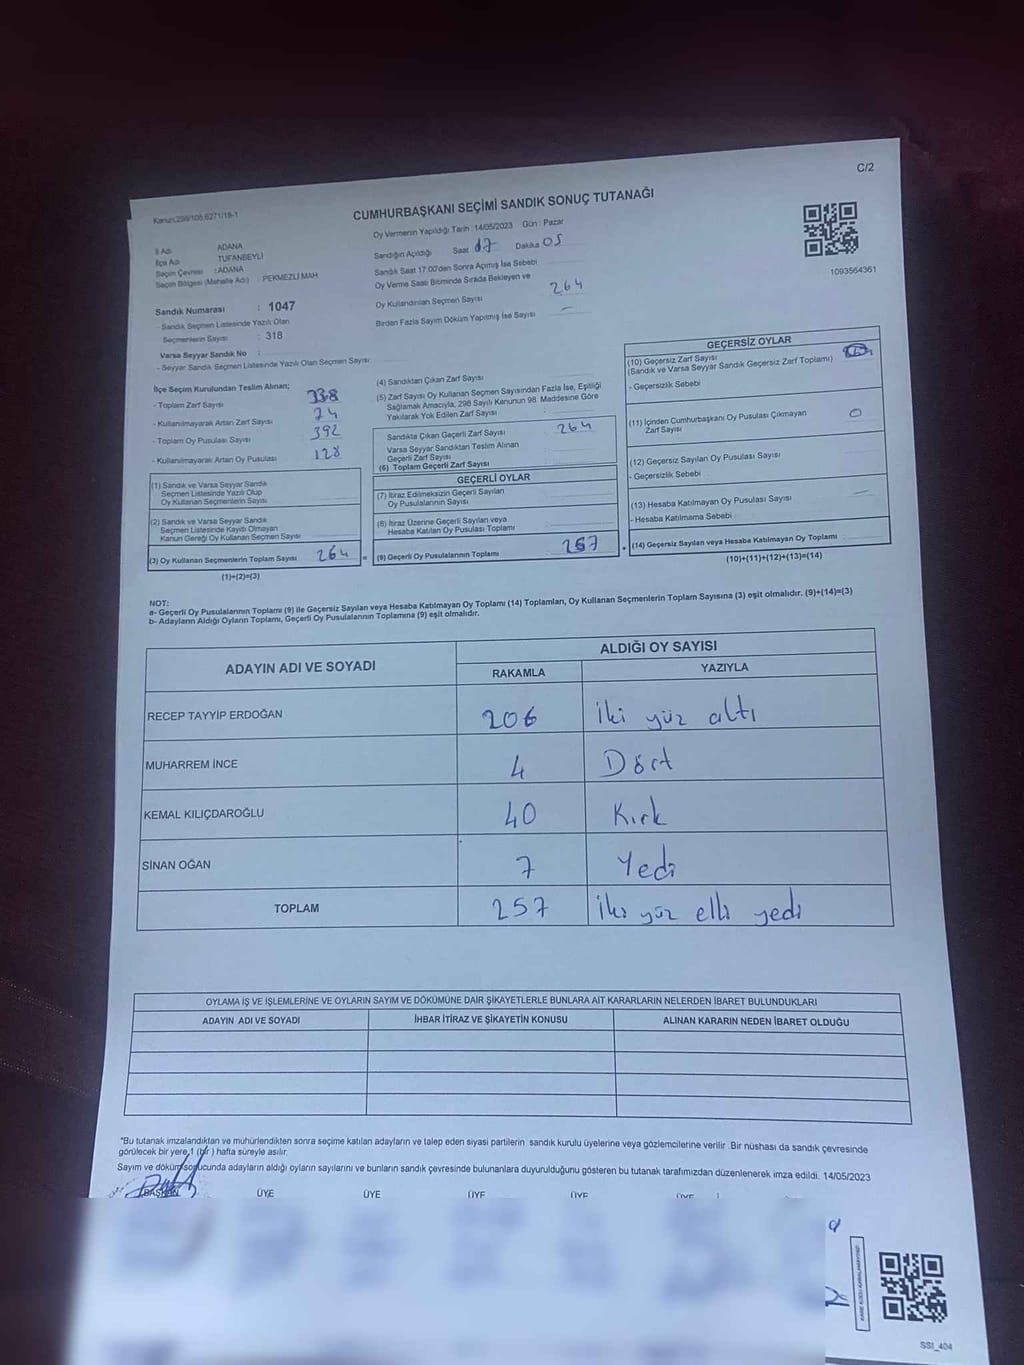 C/2
Kanun,298/105,6271/18-1
CUMHURBAŞKANI SEÇİMİ SANDIK SONUÇ TUTANAĞI
Oy Vermenin Yapıldığı Tarih : 14/05/2023 Gün : Pazar
İl Adı ADANA
İlçe Adı TUFANBEYLİ
Seçim Çevresi : ADANA
Seçim Bölgesi (Mahalle Adı) : PEKMEZLİ MAH
Sandık Numarası : 1047
- Sandık Seçmen Listesinde Yazılı Olan
Seçmenlerin Sayısı : 318
Varsa Seyyar Sandık No :
- Seyyar Sandık Seçmen Listesinde Yazılı Olan Seçmen Sayısı:
Sandığın Açıldığı Saat 17 Dakika 05
Sandık Saat 17:00'den Sonra Açılmış İse Sebebi
Oy Verme Saati Bitiminde Sırada Bekleyen ve
Oy Kullandırılan Seçmen Sayısı 264
Birden Fazla Sayım Döküm Yapılmış İse Sayısı –
1093564361
İlçe Seçim Kurulundan Teslim Alınan;
- Toplam Zarf Sayısı 338
- Kullanılmayarak Artan Zarf Sayısı 74
- Toplam Oy Pusulası Sayısı 392
- Kullanılmayarak Artan Oy Pusulası 128
(1) Sandık ve Varsa Seyyar Sandık
Seçmen Listesinde Yazılı Olup
Oy Kullanan Seçmenlerin Sayısı
(2) Sandık ve Varsa Seyyar Sandık
Seçmen Listesinde Kayıtlı Olmayan
Kanun Gereği Oy Kullanan Seçmen Sayısı
(3) Oy Kullanan Seçmenlerin Toplam Sayısı 264 =
(1)+(2)=(3)
(4) Sandıktan Çıkan Zarf Sayısı
(5) Zarf Sayısı Oy Kullanan Seçmen Sayısından Fazla İse, Eşitliği
Sağlamak Amacıyla, 298 Sayılı Kanunun 98. Maddesine Göre
Yakılarak Yok Edilen Zarf Sayısı
Sandıkta Çıkan Geçerli Zarf Sayısı 264
Varsa Seyyar Sandıktan Teslim Alınan
Geçerli Zarf Sayısı
(6) Toplam Geçerli Zarf Sayısı
GEÇERLİ OYLAR
(7) İtiraz Edilmeksizin Geçerli Sayılan
Oy Pusulalarının Sayısı
(8) İtiraz Üzerine Geçerli Sayılan veya
Hesaba Katılan Oy Pusulası Toplamı
(9) Geçerli Oy Pusulalarının Toplamı 257 +
GEÇERSİZ OYLAR
(10) Geçersiz Zarf Sayısı
(Sandık ve Varsa Seyyar Sandık Geçersiz Zarf Toplamı)
- Geçersizlik Sebebi
(11) İçinden Cumhurbaşkanı Oy Pusulası Çıkmayan 0
Zarf Sayısı
(12) Geçersiz Sayılan Oy Pusulası Sayısı
- Geçersizlik Sebebi
(13) Hesaba Katılmayan Oy Pusulası Sayısı
- Hesaba Katılmama Sebebi
(14) Geçersiz Sayılan veya Hesaba Katılmayan Oy Toplamı
(10)+(11)+(12)+(13)=(14)
NOT:
a- Geçerli Oy Pusulalarının Toplamı (9) ile Geçersiz Sayılan veya Hesaba Katılmayan Oy Toplamı (14) Toplamları, Oy Kullanan Seçmenlerin Toplam Sayısına (3) eşit olmalıdır. (9)+(14)=(3)
b- Adayların Aldığı Oyların Toplamı, Geçerli Oy Pusulalarının Toplamına (9) eşit olmalıdır.
ADAYIN ADI VE SOYADI
ALDIĞI OY SAYISI
RAKAMLA YAZIYLA
RECEP TAYYİP ERDOĞAN 206 İki yüz altı
MUHARREM İNCE 4 Dört
KEMAL KILIÇDAROĞLU 40 Kırk
SİNAN OĞAN 7 Yedi
TOPLAM 257 İki yüz elli yedi
OYLAMA İŞ VE İŞLEMLERİNE VE OYLARIN SAYIM VE DÖKÜMÜNE DAİR ŞİKAYETLERLE BUNLARA AİT KARARLARIN NELERDEN İBARET BULUNDUKLARI
ADAYIN ADI VE SOYADI İHBAR İTİRAZ VE ŞİKAYETİN KONUSU ALINAN KARARIN NEDEN İBARET OLDUĞU
"Bu tutanak imzalandıktan ve mühürlendikten sonra seçime katılan adayların ve talep eden siyasi partilerin sandık kurulu üyelerine veya gözlemcilerine verilir. Bir nüshası da sandık çevresinde
görülecek bir yere 1 (bir) hafta süreyle asılır.
Sayım ve döküm sonucunda adayların aldığı oyların sayılarını ve bunların sandık çevresinde bulunanlara duyurulduğunu gösteren bu tutanak tarafımızdan düzenlenerek imza edildi. 14/05/2023
BAŞKAN ÜYE ÜYE ÜYE ÜYE ÜYE
SSI_404